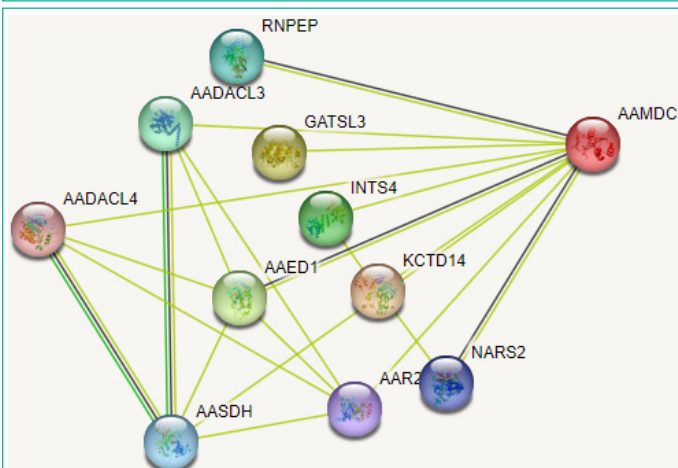 RNPEP
AADACL3
AAMDC
GATSL3
INTS4
AADACL4
AAED1
KCTD14
NARS2
AAR2
AASDH